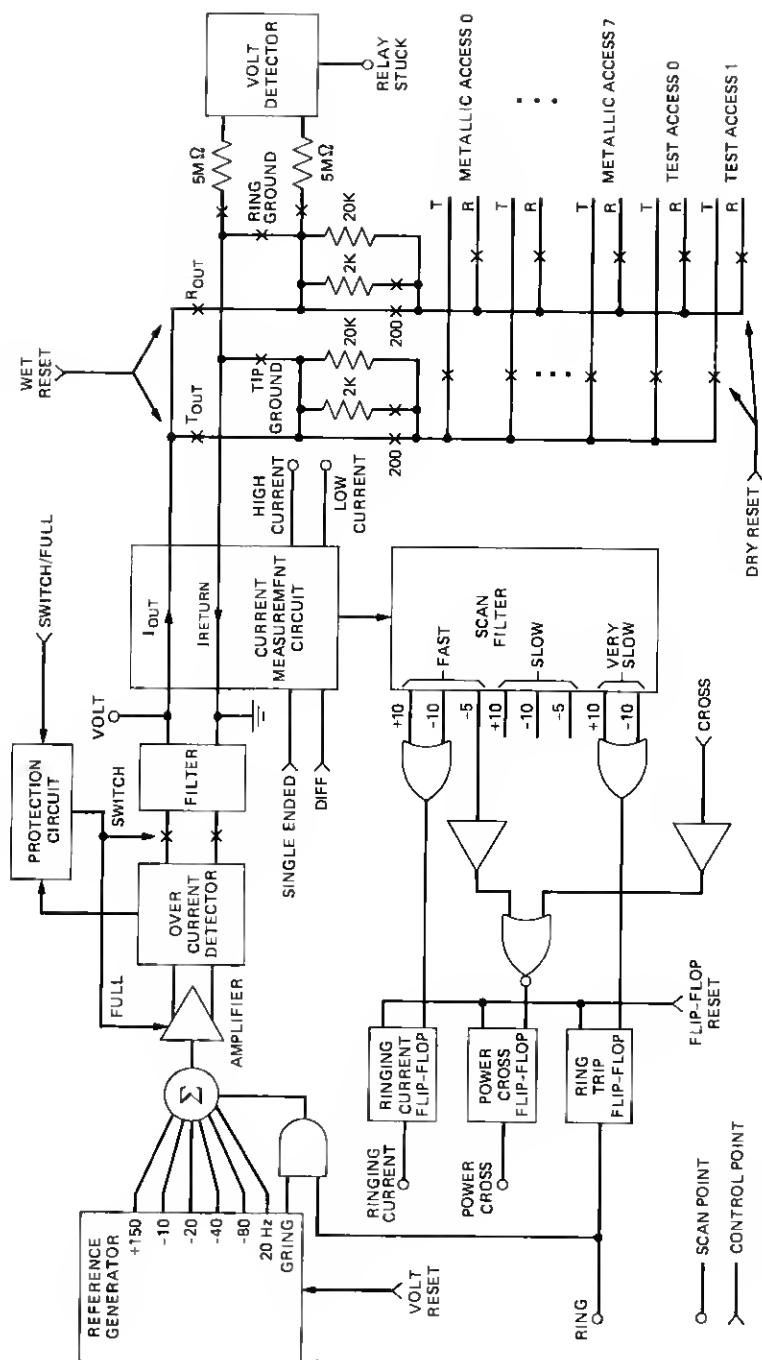 REFERENCE
GENERATOR
+150
-10
-20
-40
-80
20 Hz
GRING
VOLT
RESET
Σ
AMPLIFIER
FULL
OVER
CURRENT
DETECTOR
PROTECTION
CIRCUIT
SWITCH/FULL
SWITCH
FILTER
VOLT
IOUT
IRETURN
CURRENT
MEASUREMENT
CIRCUIT
SINGLE ENDED
DIFF
HIGH
CURRENT
LOW
CURRENT
WET
RESET
TOUT
ROUT
TIP
GROUND
RING
GROUND
200
2K
20K
200
2K
20K
5MΩ
5MΩ
VOLT
DETECTOR
RELAY
STUCK
T
R
METALLIC ACCESS 0
T
R
METALLIC ACCESS 7
T
R
TEST ACCESS 0
T
R
TEST ACCESS 1
DRY RESET
SCAN
FILTER
+10
-10
FAST
-5
+10
-10
SLOW
-5
+10
-10
VERY
SLOW
CROSS
RINGING
CURRENT
FLIP-FLOP
POWER
CROSS
FLIP-FLOP
RING
TRIP
FLIP-FLOP
FLIP-FLOP
RESET
RINGING
CURRENT
POWER
CROSS
RING
SCAN POINT
CONTROL POINT